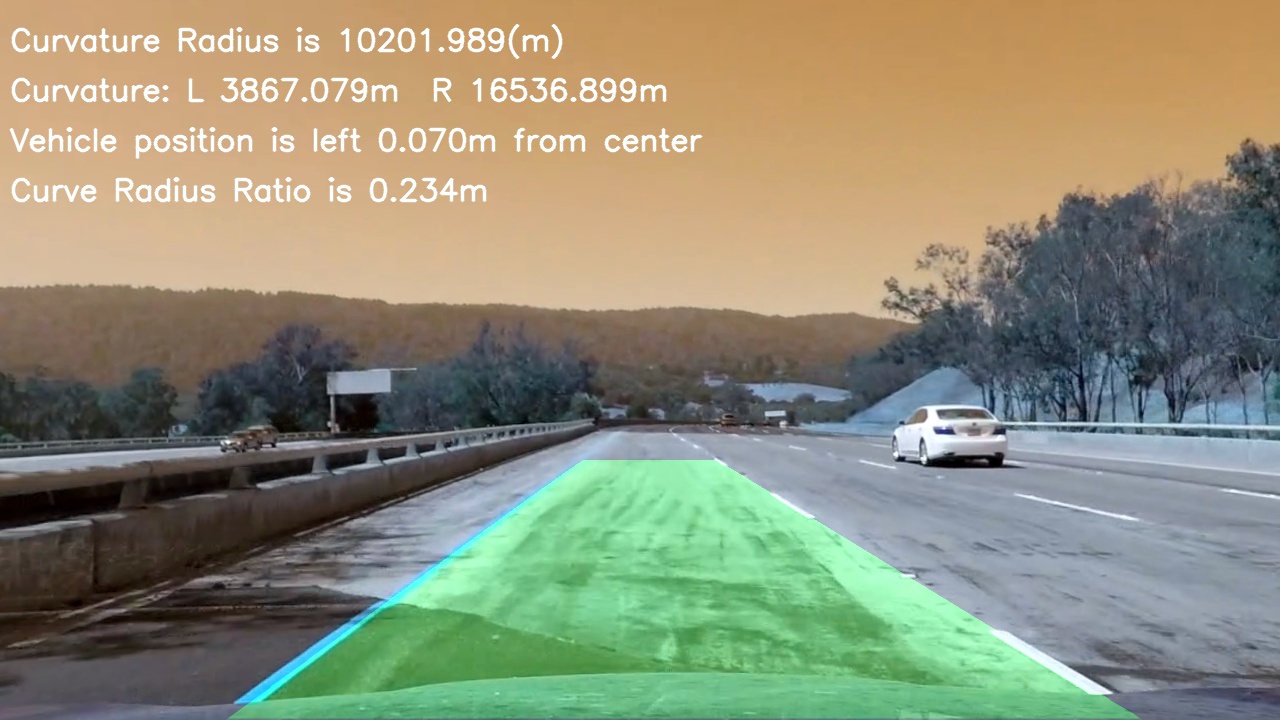 Curvature Radius is 10201.989(m)
Curvature: L 3867.079m R 16536.899m
Vehicle position is left 0.070m from center
Curve Radius Ratio is 0.234m